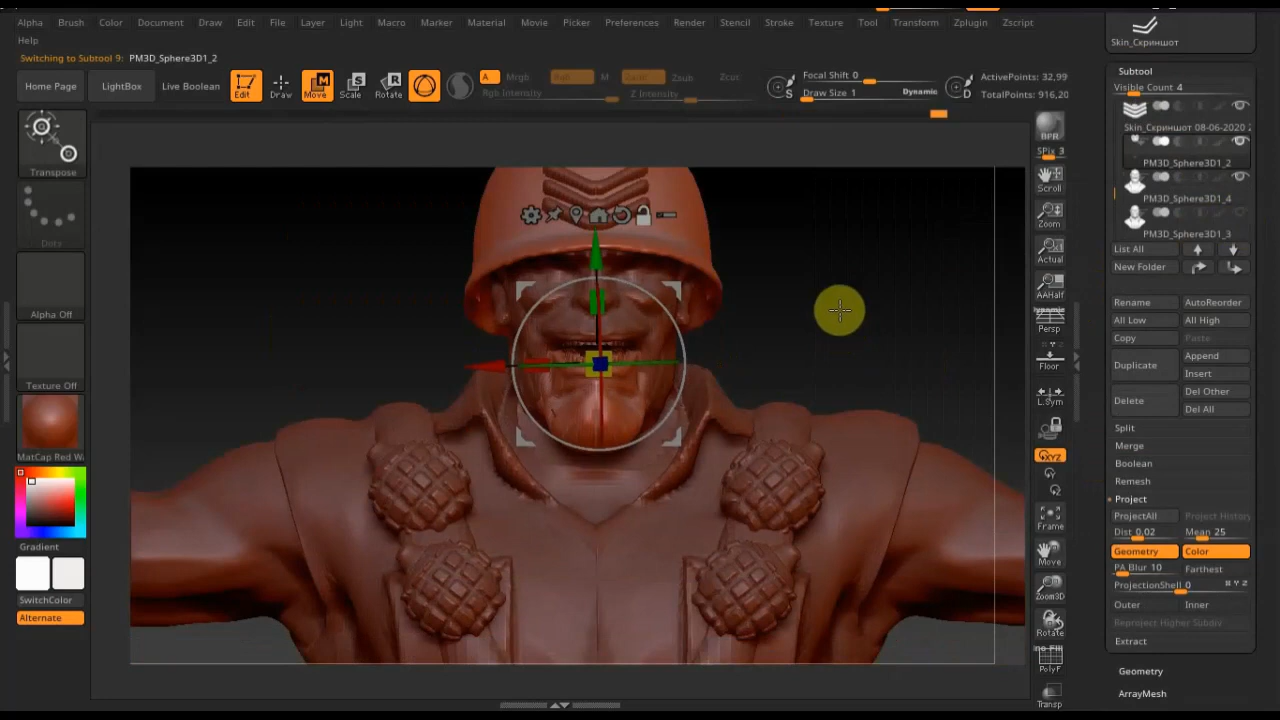 Alpha Brush Color Document Draw Edit File Layer Light Macro Marker Material Movie Picker Preferences Render Stencil Stroke Texture Tool Transform Zplugin Zscript
Help
Switching to Subtool 9: PM3D_Sphere3D1_2
Home Page
LightBox
Live Boolean
Edit
Draw
Move
Scale
Rotate
A
Mrgb
M
Zsub
Zcut
Rgb Intensity
Z Intensity
S
Focal Shift 0
Draw Size 1
Dynamic
D
ActivePoints: 32,99
TotalPoints: 916,20
Transpose
Dots
Alpha Off
Texture Off
MatCap Red Wa
Gradient
SwitchColor
Alternate
BPR
SPix 3
Scroll
Zoom
Actual
AAHalf
Dynamic
Persp
Floor
L.Sym
XYZ
Frame
Move
Zoom3D
Rotate
PolyF
Transp
Skin_Скриншот
Subtool
Visible Count 4
Skin_Скриншот 08-06-2020 2
PM3D_Sphere3D1_2
PM3D_Sphere3D1_4
PM3D_Sphere3D1_3
List All
New Folder
Rename AutoReorder
All Low All High
Copy Paste
Duplicate Append
Insert
Delete Del Other
Del All
Split
Merge
Boolean
Remesh
Project
ProjectAll Project History
Dist 0.02 Mean 25
Geometry Color
PA Blur 10 Farthest
ProjectionShell 0 X Y Z
Outer Inner
Reproject Higher Subdiv
Extract
Geometry
ArrayMesh